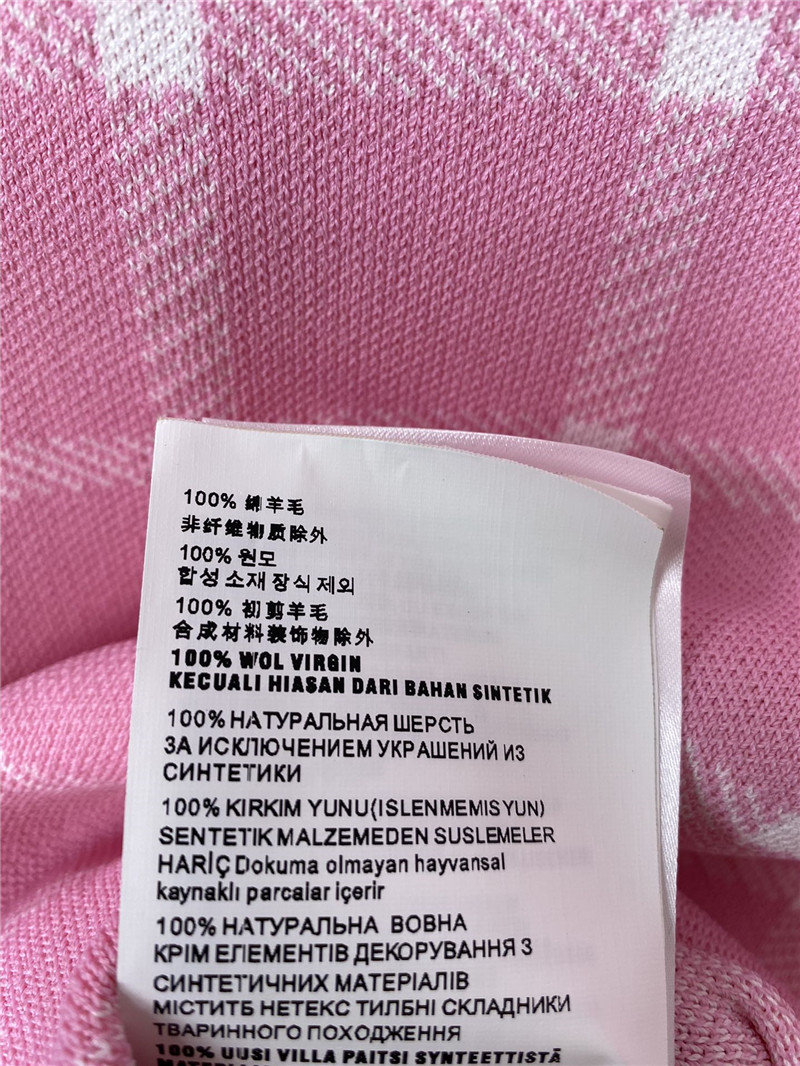 100% 绵羊毛
非纤维物质除外
100% 원모
합성 소재 장식 제외
100% 初剪羊毛
合成材料装饰物除外
100% WOL VIRGIN
KECUALI HIASAN DARI BAHAN SINTETIK
100% НАТУРАЛЬНАЯ ШЕРСТЬ
ЗА ИСКЛЮЧЕНИЕМ УКРАШЕНИЙ ИЗ
СИНТЕТИКИ
100% KIRKIM YUNU(ISLENMEMIS YUN)
SENTETIK MALZEMEDEN SUSLEMELER
HARİÇ Dokuma olmayan hayvansal
kaynaklı parcalar içerir
100% НАТУРАЛЬНА ВОВНА
КРІМ ЕЛЕМЕНТІВ ДЕКОРУВАННЯ З
СИНТЕТИЧНИХ МАТЕРІАЛІВ
МІСТИТЬ НЕТЕКС ТИЛБНІ СКЛАДНИКИ
ТВАРИННОГО ПОХОДЖЕННЯ
100% UUSI VILLA PAITSI SYNTEETTISTÄ